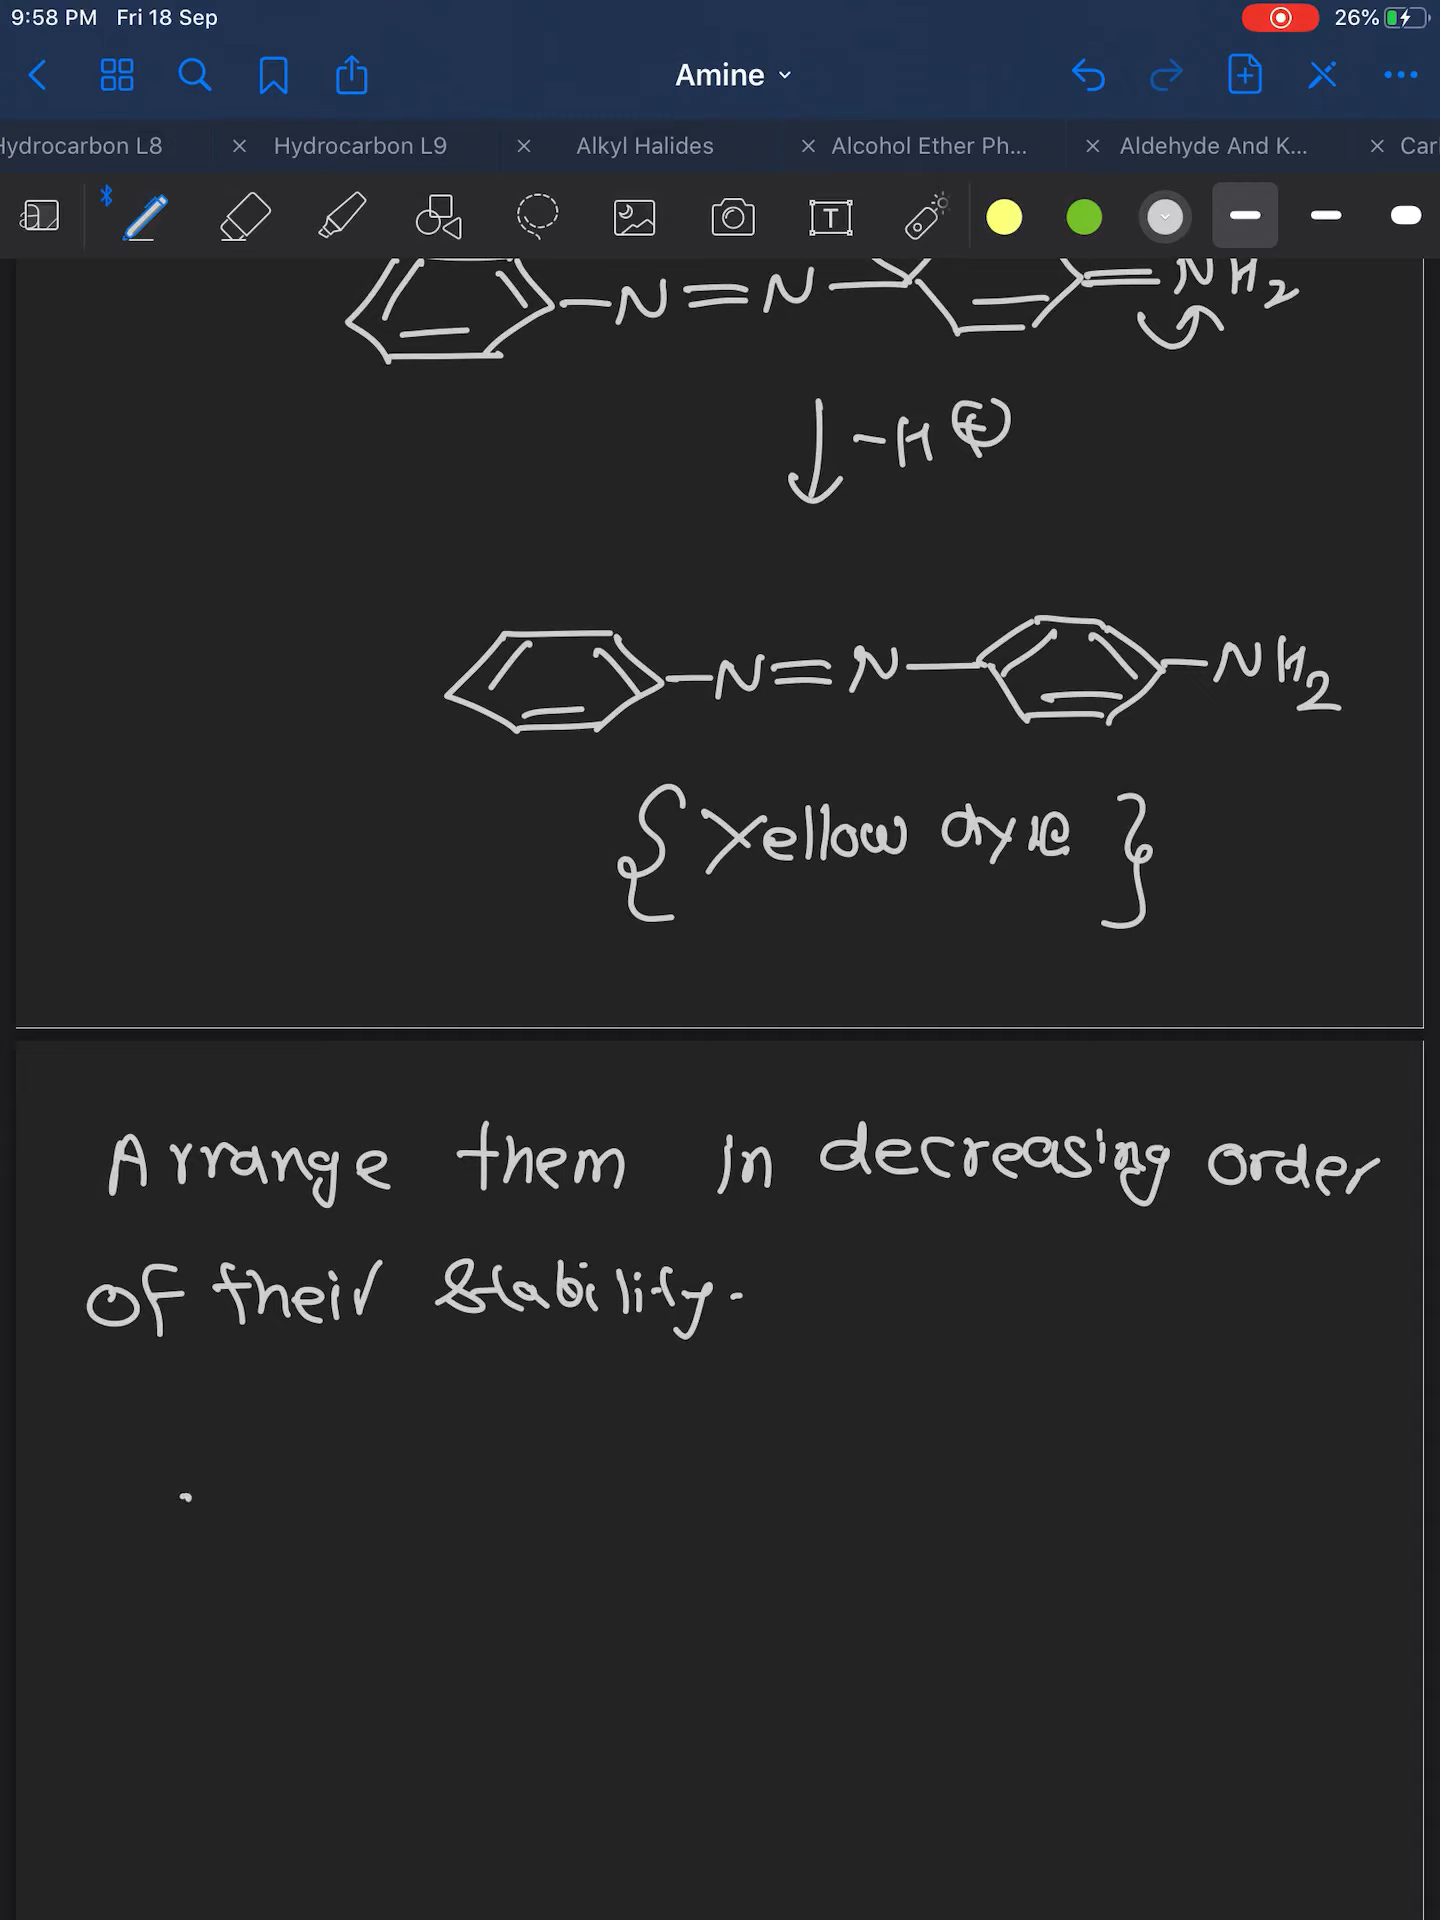 9:58 PM Fri 18 Sep 26%
Amine
Hydrocarbon L8 × Hydrocarbon L9 × Alkyl Halides × Alcohol Ether Ph... × Aldehyde And K... × Car
T
N=N NH2
-H⊕
-N=N- -NH2
{Yellow dye}
Arrange them in decreasing order
of their stability.